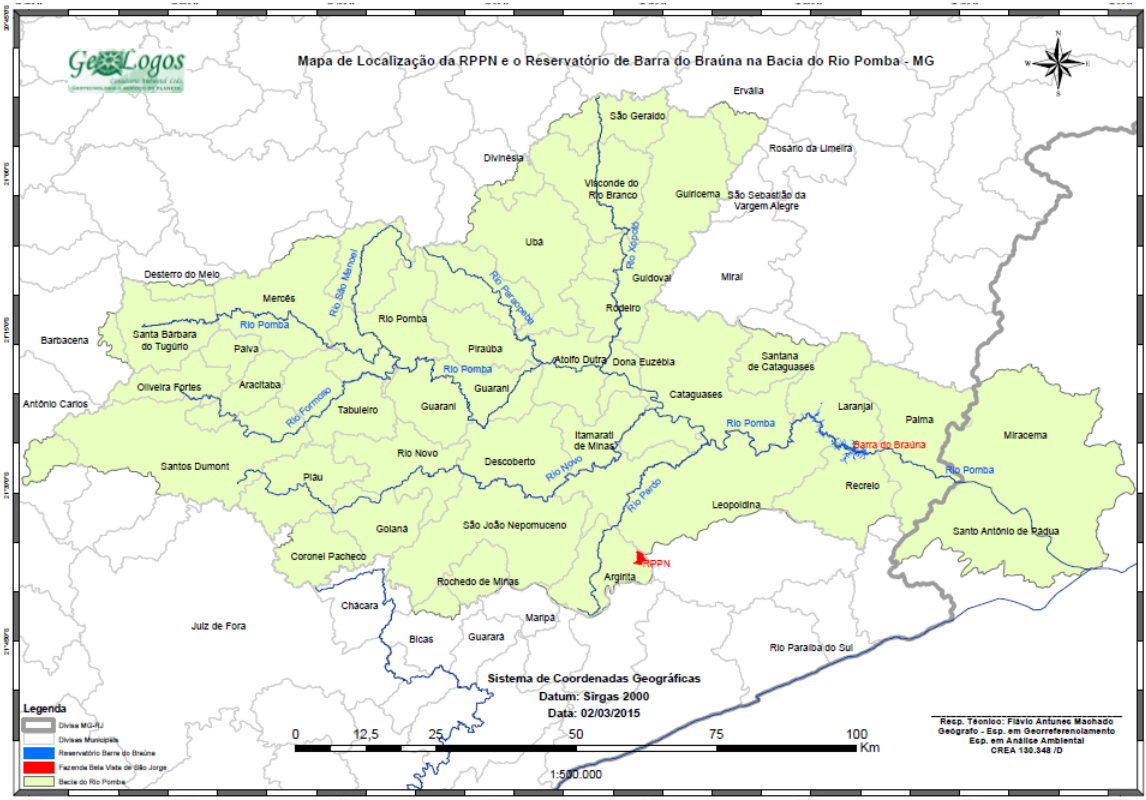 GeoLogos
Consultoria Ambiental Ltda.
GEOTECNOLOGIA A SERVIÇO DO PLANETA
Mapa de Localização da RPPN e o Reservatório de Barra do Braúna na Bacia do Rio Pomba - MG
N
W
E
S
Ervália
São Geraldo
Rosário da Limeira
Divinésia
Visconde do
Rio Branco
Guiricema
São Sebastião da
Vargem Alegre
Ubá
Rio Xopotó
Desterro do Melo
Rio São Manoel
Rio Paraopeba
Guidoval
Miraí
Mercês
Rodeiro
Rio Pomba
Rio Pomba
Barbacena
Santa Bárbara
do Tugúrio
Paiva
Piraúba
Astolfo Dutra
Dona Euzébia
Santana
de Cataguases
Rio Pomba
Oliveira Fortes
Aracitaba
Guarani
Cataguases
Antônio Carlos
Rio Formoso
Tabuleiro
Guarani
Laranjal
Palma
Rio Pomba
Miracema
Itamarati
de Minas
Barra do Braúna
Rio Novo
Descoberto
Rio Novo
Santos Dumont
Rio Pomba
Piáu
Rio Pardo
Recreio
Leopoldina
Goianá
São João Nepomuceno
Santo Antônio de Pádua
Coronel Pacheco
RPPN
Argirita
Rochedo de Minas
Chácara
Maripá
Juiz de Fora
Bicas
Guarará
Rio Paraíba do Sul
Sistema de Coordenadas Geográficas
Datum: Sirgas 2000
Data: 02/03/2015
Legenda
Divisa MG-RJ
Divisas Municipais
Reservatório Barra do Braúna
Fazenda Bela Vista de São Jorge
Bacia do Rio Pomba
0 12,5 25 50 75 100
Km
1:500.000
Resp. Técnico: Flávio Antunes Machado
Geógrafo - Esp. em Georreferenciamento
Esp. em Análise Ambiental
CREA 130.348 /D